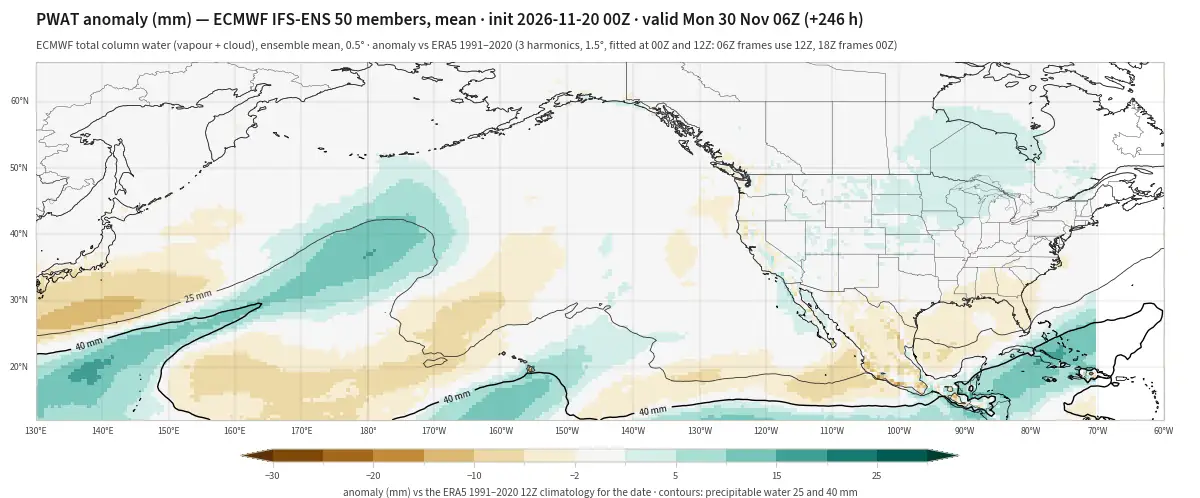 PWAT anomaly (mm) — ECMWF IFS-ENS 50 members, mean · init 2026-11-20 00Z · valid Mon 30 Nov 06Z (+246 h)
ECMWF total column water (vapour + cloud), ensemble mean, 0.5° · anomaly vs ERA5 1991–2020 (3 harmonics, 1.5°, fitted at 00Z and 12Z: 06Z frames use 12Z, 18Z frames 00Z)
60°N
50°N
40°N
30°N
20°N
25 mm
40 mm
40 mm
40 mm
130°E 140°E 150°E 160°E 170°E 180° 170°W 160°W 150°W 140°W 130°W 120°W 110°W 100°W 90°W 80°W 70°W 60°W
−30 −20 −10 −2 5 15 25
anomaly (mm) vs the ERA5 1991–2020 12Z climatology for the date · contours: precipitable water 25 and 40 mm